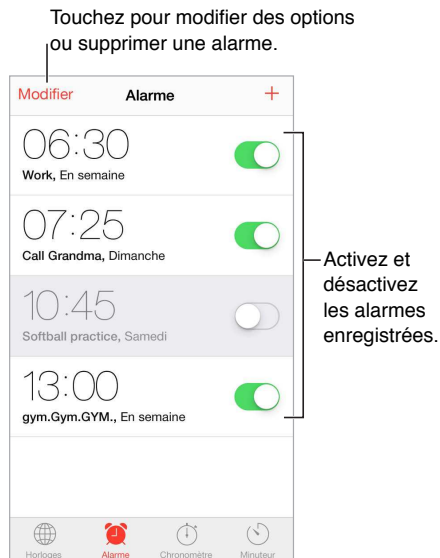 Touchez pour modifier des options
ou supprimer une alarme.
Modifier Alarme +
06:30
Work, En semaine
07:25
Call Grandma, Dimanche
Activez et
désactivez
les alarmes
enregistrées.
10:45
Softball practice, Samedi
13:00
gym.Gym.GYM., En semaine
Horloges Alarme Chronomètre Minuteur